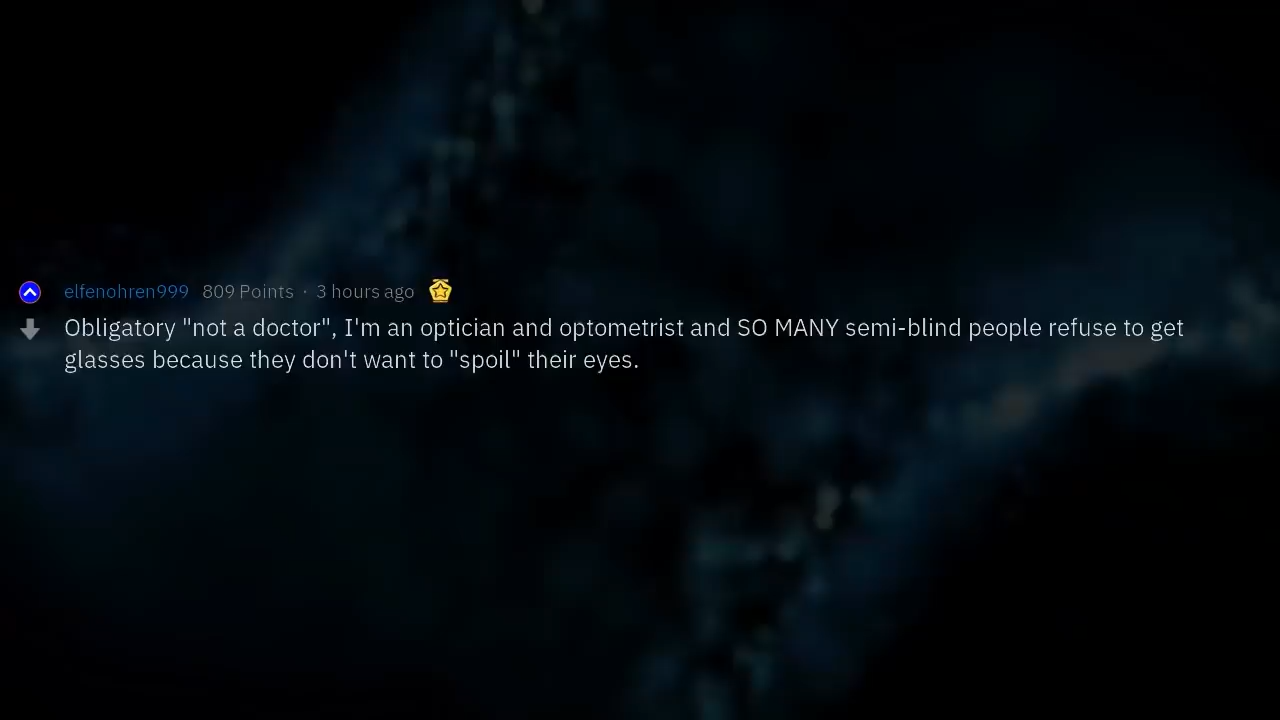 elfenohren999 809 Points · 3 hours ago
Obligatory "not a doctor", I'm an optician and optometrist and SO MANY semi-blind people refuse to get
glasses because they don't want to "spoil" their eyes.